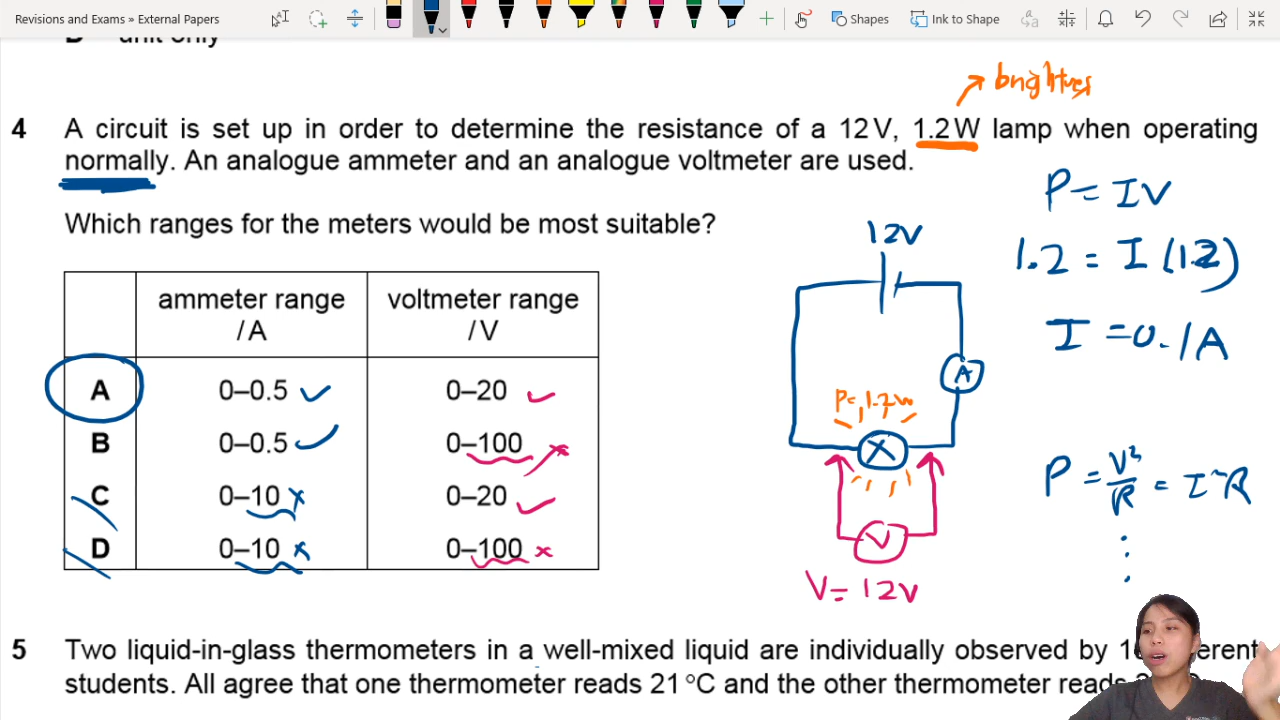 Revisions and Exams » External Papers
Shapes
Ink to Shape
D unit only
brightness
4 A circuit is set up in order to determine the resistance of a 12 V, 1.2 W lamp when operating
normally. An analogue ammeter and an analogue voltmeter are used.
Which ranges for the meters would be most suitable?
ammeter range / A voltmeter range / V
A 0–0.5 0–20
B 0–0.5 0–100
C 0–10 0–20
D 0–10 0–100
12V
A
P=1.2W
X
V
V=12V
P=IV
1.2=I(12)
I=0.1A
P=V²/R=I²R
5 Two liquid-in-glass thermometers in a well-mixed liquid are individually observed by
students. All agree that one thermometer reads 21 °C and the other thermometer reads